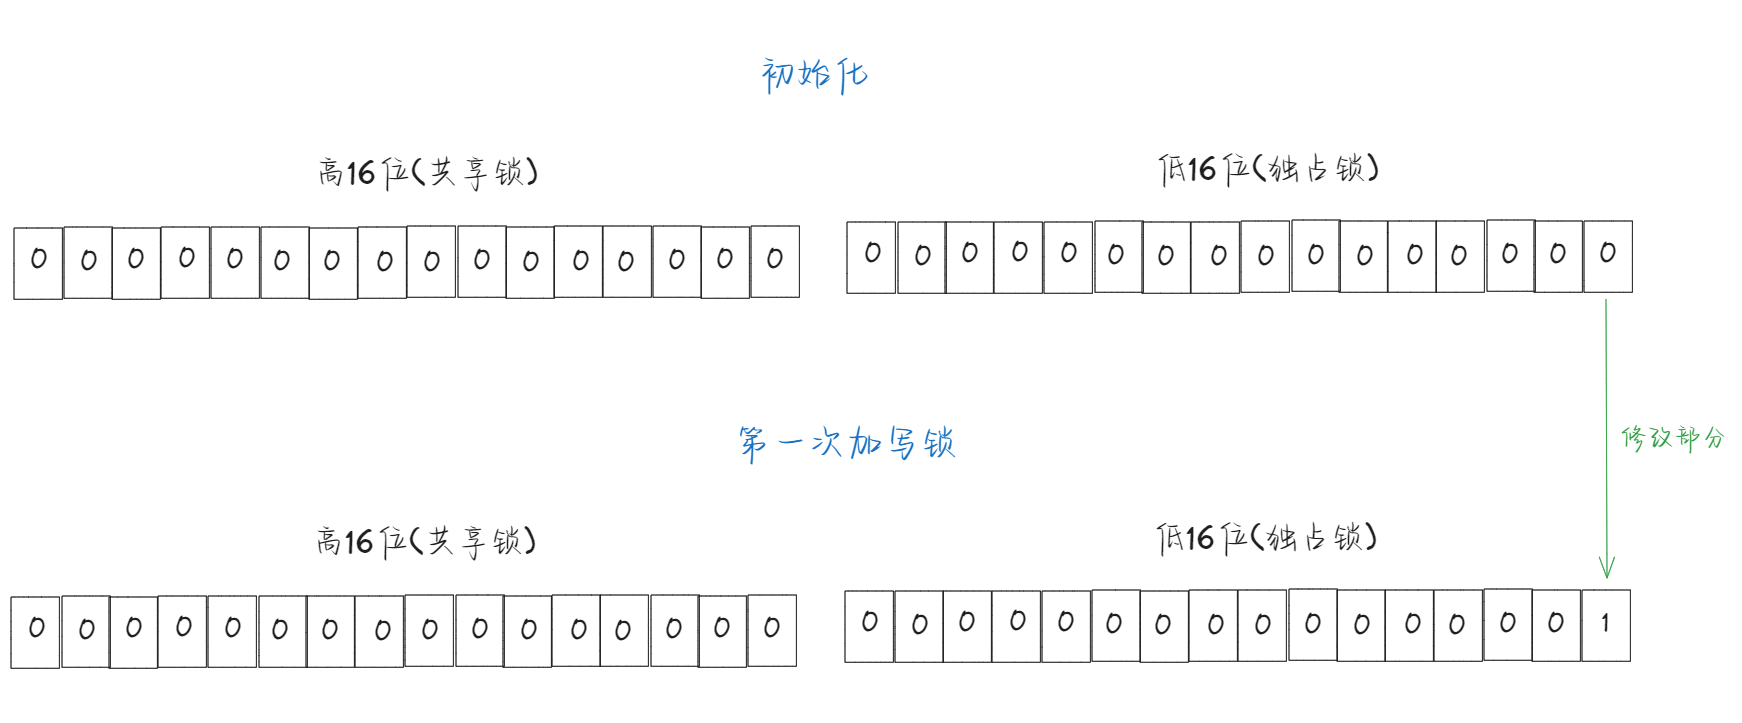 初始化
高16位(共享锁) 低16位(独占锁)
0 0 0 0 0 0 0 0 0 0 0 0 0 0 0 0 0 0 0 0 0 0 0 0 0 0 0 0 0 0 0 0
第一次加写锁
修改部分
高16位(共享锁) 低16位(独占锁)
0 0 0 0 0 0 0 0 0 0 0 0 0 0 0 0 0 0 0 0 0 0 0 0 0 0 0 0 0 0 0 1